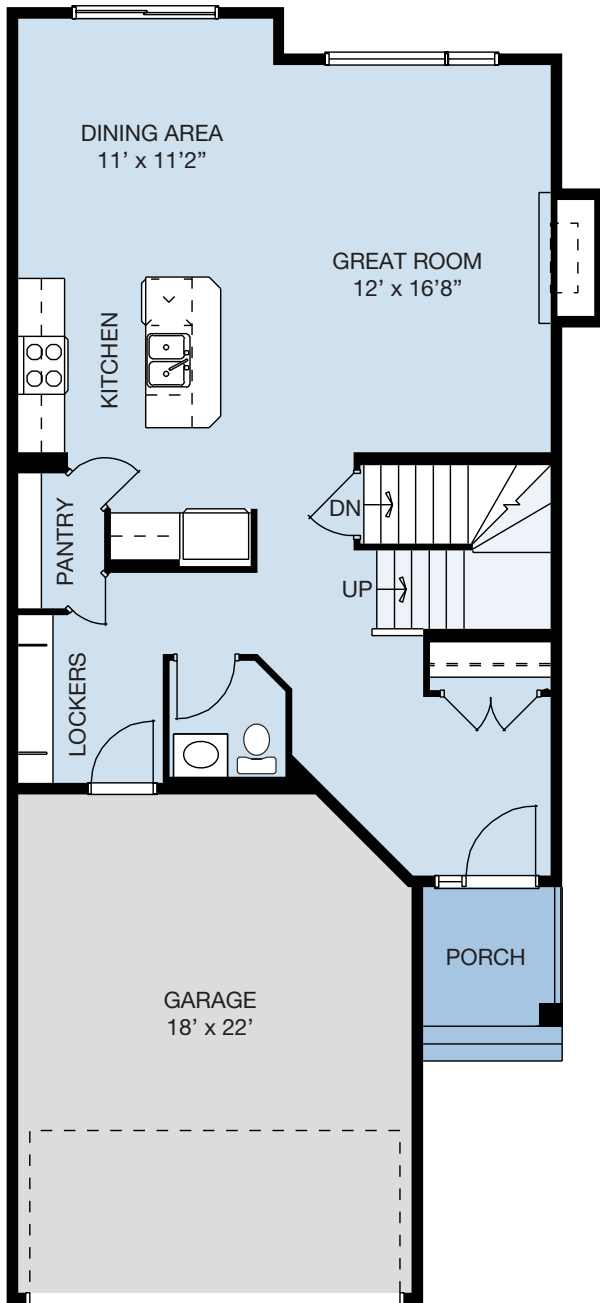 DINING AREA
11’ x 11’2”
GREAT ROOM
12’ x 16’8”
KITCHEN
PANTRY
DN
UP
LOCKERS
PORCH
GARAGE
18’ x 22’